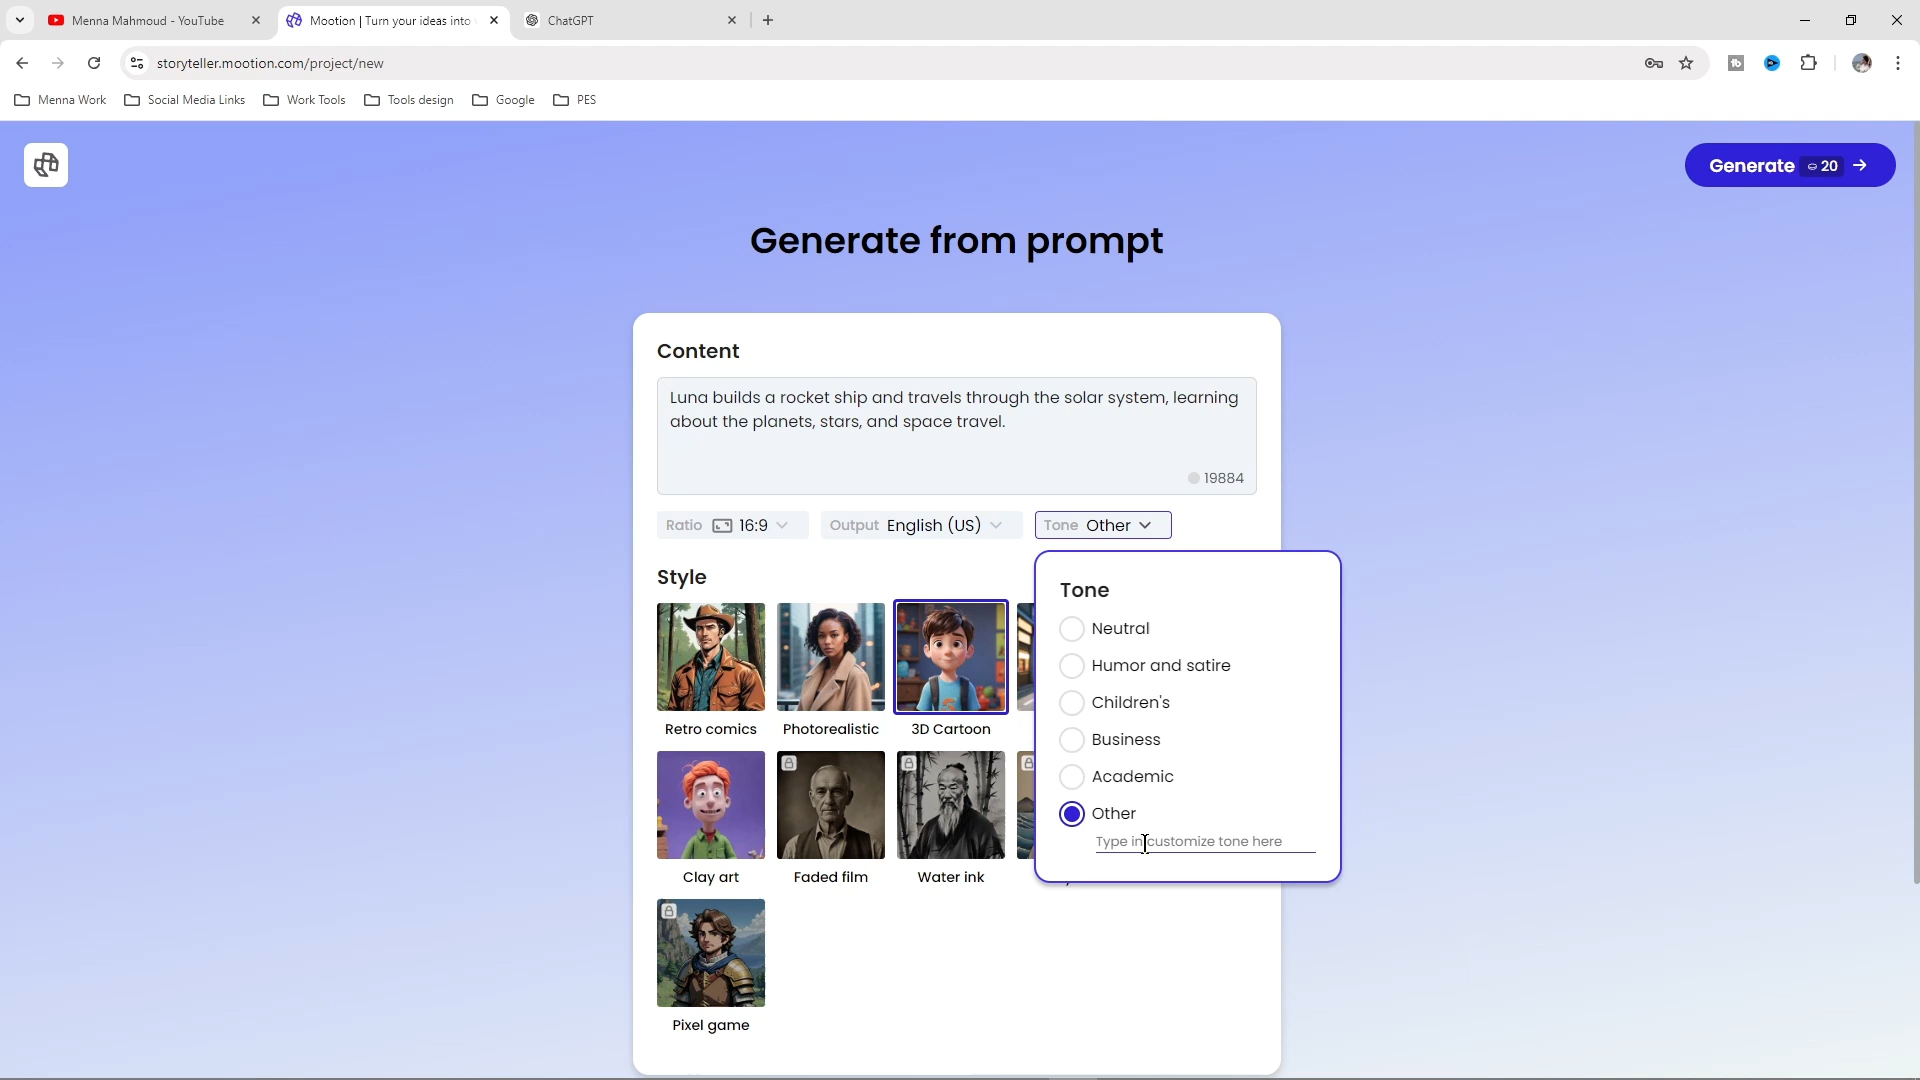 Menna Mahmoud - YouTube
Mootion | Turn your ideas into
ChatGPT
storyteller.mootion.com/project/new
Menna Work
Social Media Links
Work Tools
Tools design
Google
PES
Generate 20
Generate from prompt
Content
Luna builds a rocket ship and travels through the solar system, learning
about the planets, stars, and space travel.
19884
Ratio 16:9
Output English (US)
Tone Other
Style
Retro comics
Photorealistic
3D Cartoon
Clay art
Faded film
Water ink
Pixel game
Tone
Neutral
Humor and satire
Children's
Business
Academic
Other
Type in customize tone here